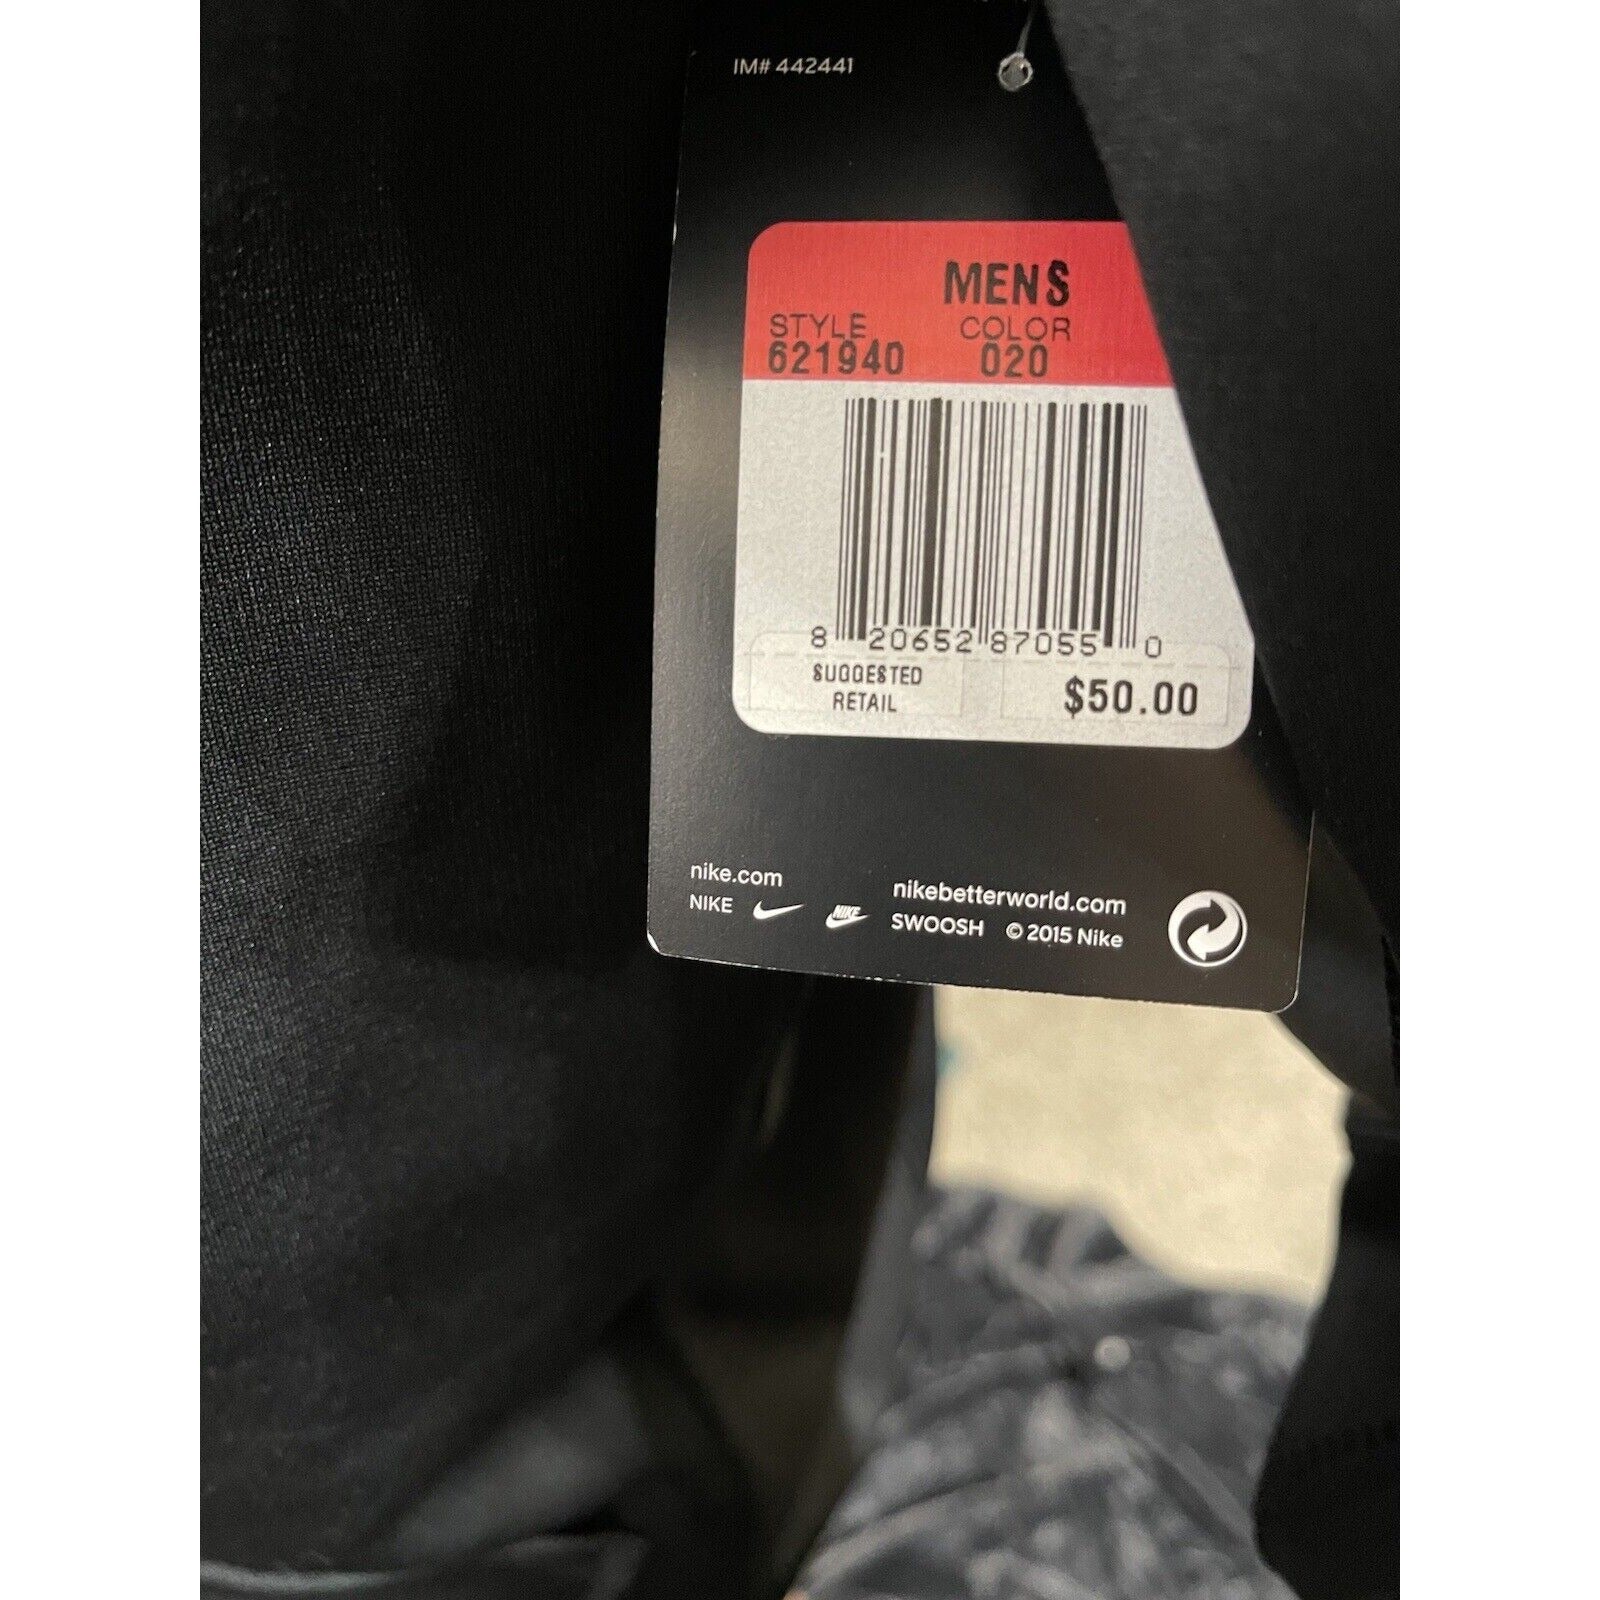 IM# 442441
MENS
STYLE COLOR
621940 020
8 20652 87055 0
SUGGESTED
RETAIL
$50.00
nike.com nikebetterworld.com
NIKE NIKE SWOOSH © 2015 Nike